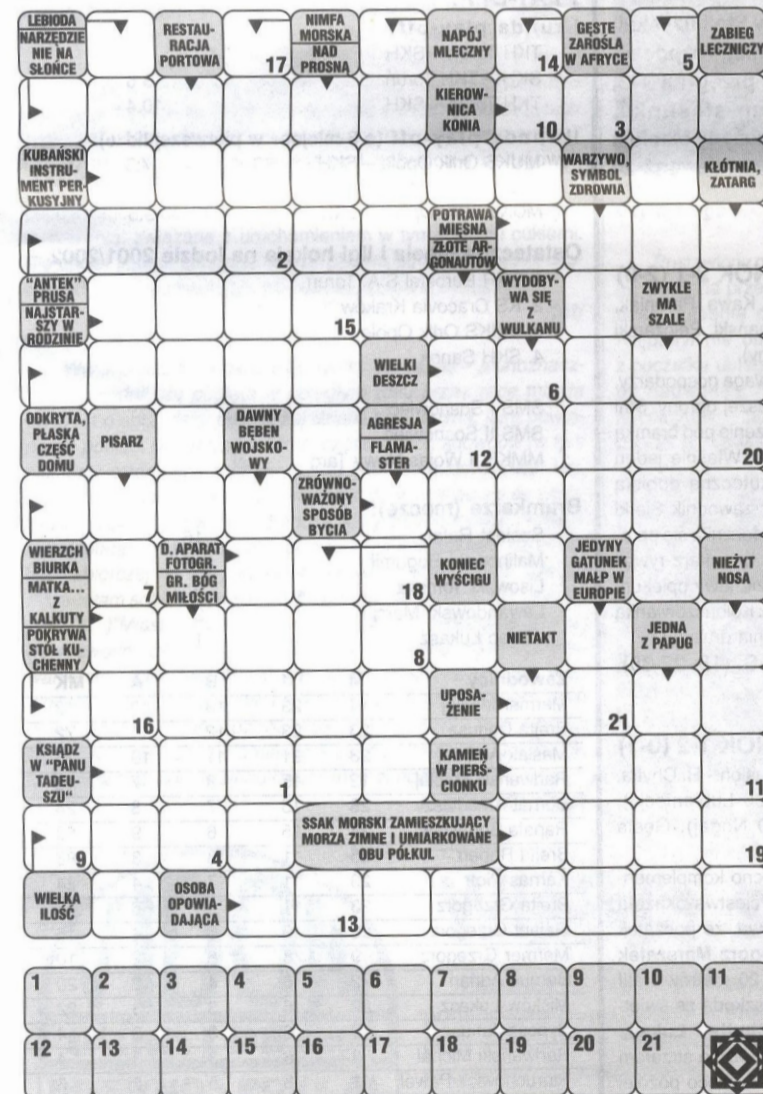 LEBIODA
NARZĘDZIE
NIE NA
SŁOŃCE
RESTAU-
RACJA
PORTOWA
17
NIMFA
MORSKA
NAD
PROSNĄ
NAPÓJ
MLECZNY
14
GĘSTE
ZAROŚLA
W AFRYCE
5
ZABIEG
LECZNICZY
KIEROW-
NICA
KONIA
10
3
KUBAŃSKI
INSTRU-
MENT PER-
KUSYJNY
WARZYWO,
SYMBOL
ZDROWIA
KŁÓTNIA,
ZATARG
2
POTRAWA
MIĘSNA
ZŁOTE AR-
GONAUTÓW
"ANTEK"
PRUSA
NAJSTAR-
SZY W
RODZINIE
15
WYDOBY-
WA SIĘ
Z
WULKANU
ZWYKLE
MA
SZALE
WIELKI
DESZCZ
6
ODKRYTA,
PŁASKA
CZĘŚĆ
DOMU
PISARZ
DAWNY
BĘBEN
WOJSKO-
WY
AGRESJA
FLAMA-
STER
12
20
ZRÓWNO-
WAŻONY
SPOSÓB
BYCIA
WIERZCH
BIURKA
MATKA...
Z
KALKUTY
POKRYWA
STÓŁ KU-
CHENNY
7
D. APARAT
FOTOGR.
GR. BÓG
MIŁOŚCI
18
KONIEC
WYŚCIGU
JEDYNY
GATUNEK
MAŁP W
EUROPIE
NIEŻYT
NOSA
8
NIETAKT
JEDNA
Z PAPUG
16
UPOSA-
ŻENIE
21
KSIĄDZ
W "PANU
TADEU-
SZU"
1
KAMIEŃ
W PIERŚ-
CIONKU
11
9
4
SSAK MORSKI ZAMIESZKUJĄCY
MORZA ZIMNE I UMIARKOWANE
OBU PÓŁKUL
19
WIELKA
ILOŚĆ
OSOBA
OPOWIA-
DAJĄCA
13
1 2 3 4 5 6 7 8 9 10 11
12 13 14 15 16 17 18 19 20 21